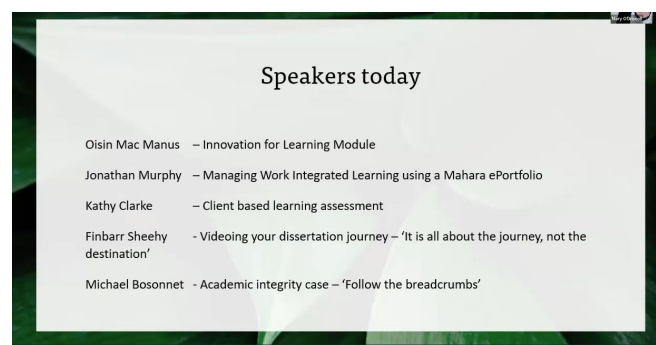 Mary O'Driscoll
Speakers today
Oisin Mac Manus – Innovation for Learning Module
Jonathan Murphy – Managing Work Integrated Learning using a Mahara ePortfolio
Kathy Clarke – Client based learning assessment
Finbarr Sheehy - Videoing your dissertation journey – ‘It is all about the journey, not the
destination’
Michael Bosonnet - Academic integrity case – ‘Follow the breadcrumbs’